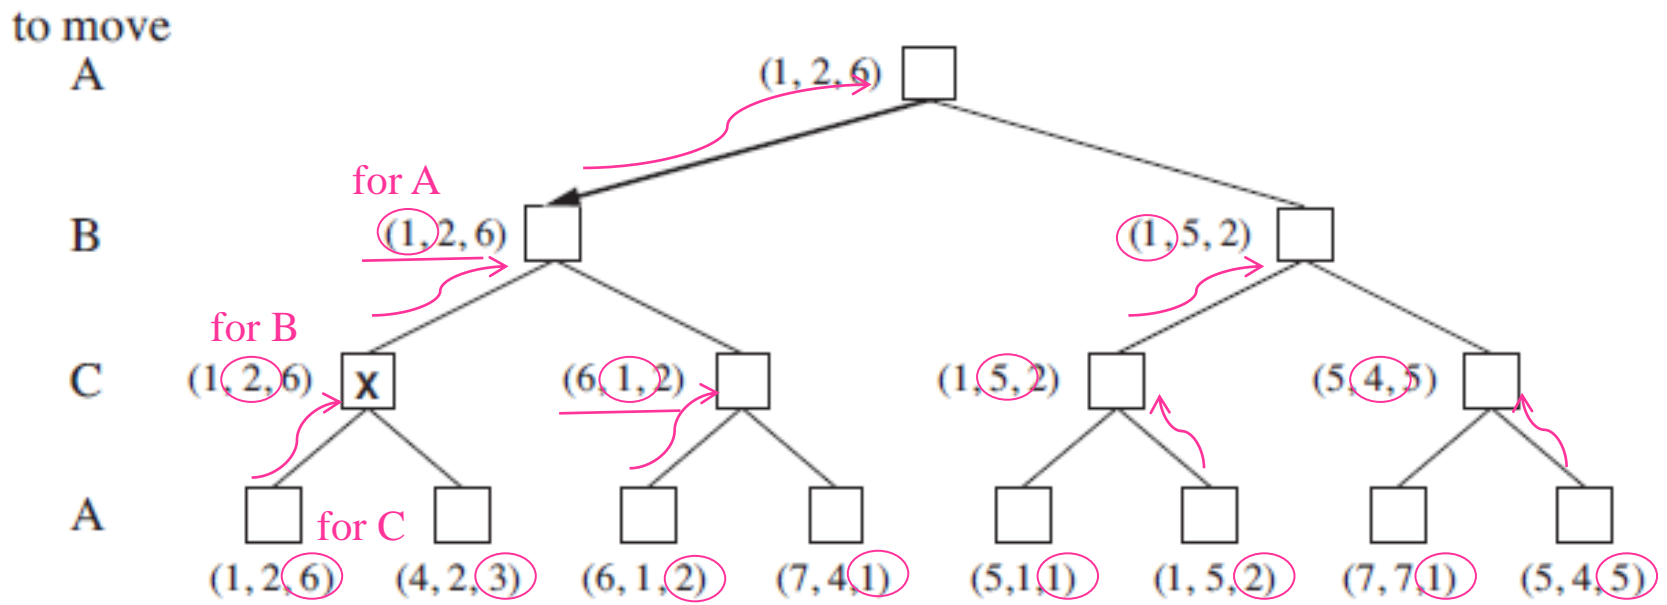 to move
A (1, 2, 6)
for A
B (1, 2, 6) (1, 5, 2)
for B
C (1, 2, 6) X (6, 1, 2) (1, 5, 2) (5, 4, 5)
A for C
(1, 2, 6) (4, 2, 3) (6, 1, 2) (7, 4, 1) (5,1,1) (1, 5, 2) (7, 7,1) (5, 4, 5)